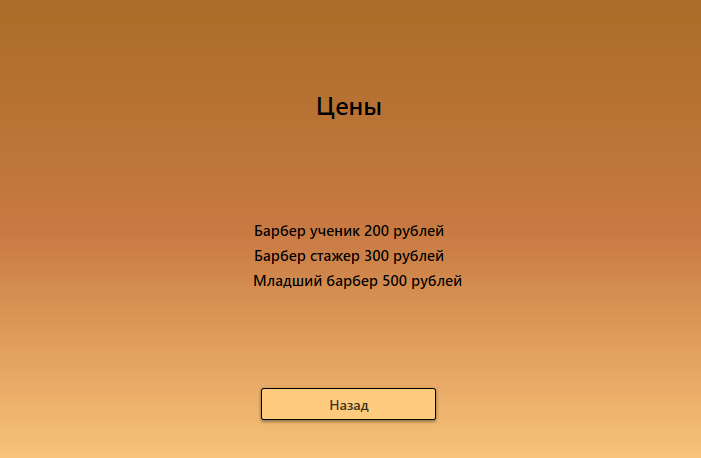 Цены
Барбер ученик 200 рублей
Барбер стажер 300 рублей
Младший барбер 500 рублей
Назад